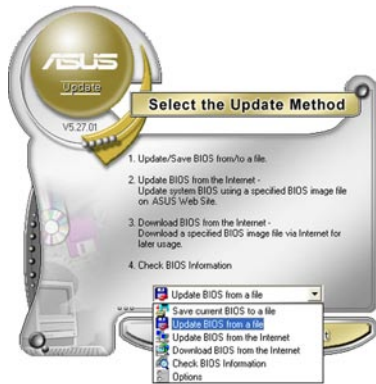 ASUS
Update
V5.27.01
Select the Update Method
1. Update/Save BIOS from/to a file.
2. Update BIOS from the Internet -
Update system BIOS using a specified BIOS image file
on ASUS Web Site.
3. Download BIOS from the Internet -
Download a specified BIOS image file via Internet for
later usage.
4. Check BIOS Information
Update BIOS from a file
Save current BIOS to a file
Update BIOS from a file
Update BIOS from the Internet
Download BIOS from the Internet
Check BIOS Information
Options